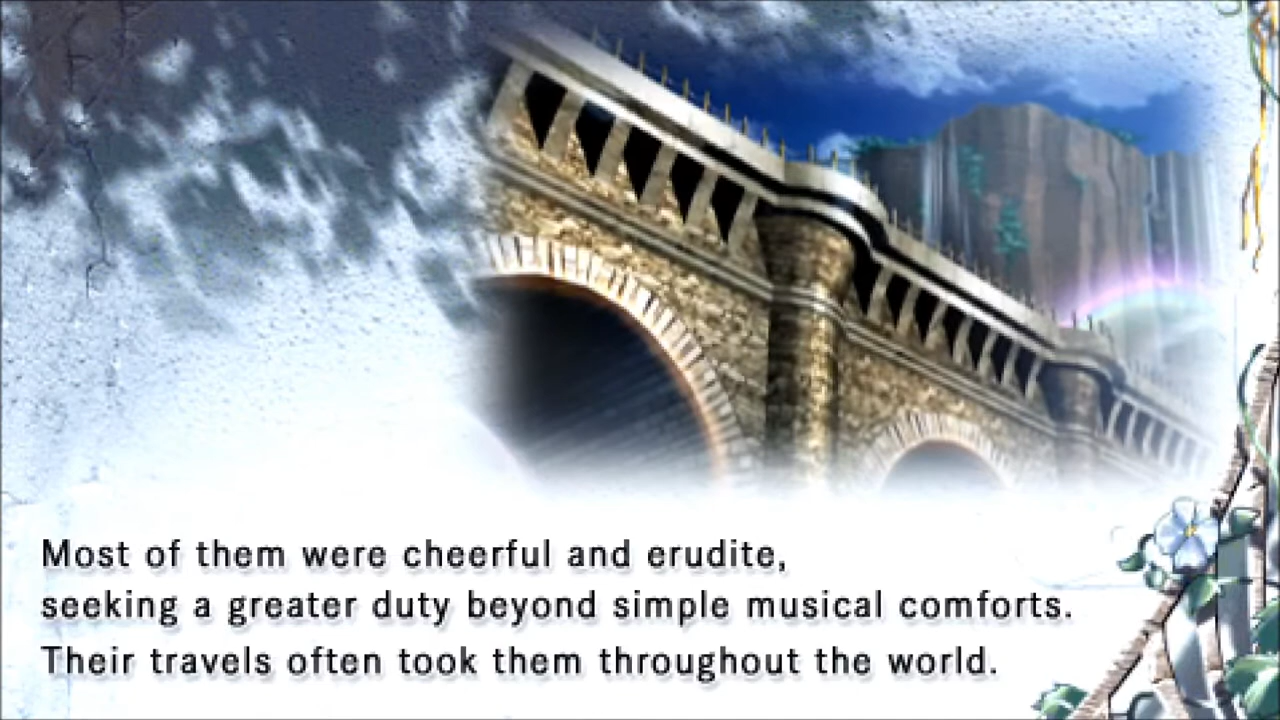 Most of them were cheerful and erudite,
seeking a greater duty beyond simple musical comforts.
Their travels often took them throughout the world.